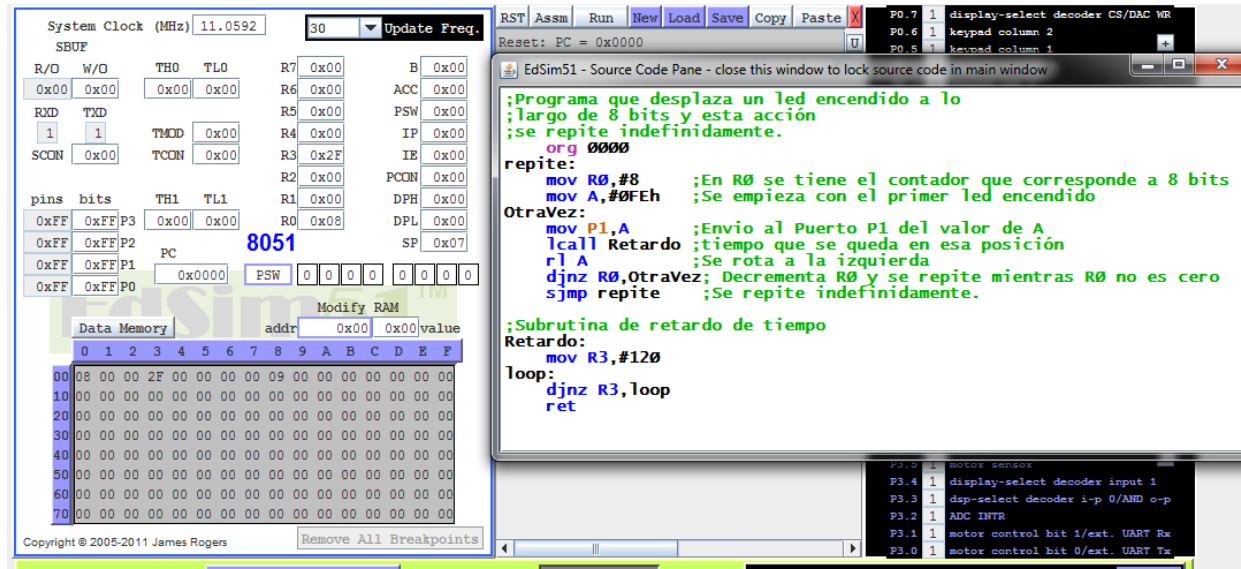 System Clock (MHz) 11.0592 30 Update Freq.
SBUF
R/O W/O TH0 TL0 R7 0x00 B 0x00
0x00 0x00 0x00 0x00 R6 0x00 ACC 0x00
RXD TXD R5 0x00 PSW 0x00
1 1 TMOD 0x00 R4 0x00 IP 0x00
SCON 0x00 TCON 0x00 R3 0x2F IE 0x00
R2 0x00 PCON 0x00
pins bits TH1 TL1 R1 0x00 DPH 0x00
0xFF 0xFF P3 0x00 0x00 R0 0x08 DPL 0x00
0xFF 0xFF P2 8051 SP 0x07
0xFF 0xFF P1 PC
0xFF 0xFF P0 0x0000 PSW 0 0 0 0 0 0 0 0
EdSim51™
Modify RAM
Data Memory addr 0x00 0x00 value
0 1 2 3 4 5 6 7 8 9 A B C D E F
00 08 00 00 2F 00 00 00 00 09 00 00 00 00 00 00 00
10 00 00 00 00 00 00 00 00 00 00 00 00 00 00 00 00
20 00 00 00 00 00 00 00 00 00 00 00 00 00 00 00 00
30 00 00 00 00 00 00 00 00 00 00 00 00 00 00 00 00
40 00 00 00 00 00 00 00 00 00 00 00 00 00 00 00 00
50 00 00 00 00 00 00 00 00 00 00 00 00 00 00 00 00
60 00 00 00 00 00 00 00 00 00 00 00 00 00 00 00 00
70 00 00 00 00 00 00 00 00 00 00 00 00 00 00 00 00
Copyright © 2005-2011 James Rogers Remove All Breakpoints
RST Assm Run New Load Save Copy Paste X
Reset: PC = 0x0000 U
P0.7 1 display-select decoder CS/DAC WR
P0.6 1 keypad column 2
P0.5 1 keypad column 1
+
EdSim51 - Source Code Pane - close this window to lock source code in main window
;Programa que desplaza un led encendido a lo
;largo de 8 bits y esta acción
;se repite indefinidamente.
org 0000
repite:
mov R0,#8 ;En R0 se tiene el contador que corresponde a 8 bits
mov A,#0FEh ;Se empieza con el primer led encendido
OtraVez:
mov P1,A ;Envio al Puerto P1 del valor de A
lcall Retardo ;tiempo que se queda en esa posición
rl A ;Se rota a la izquierda
djnz R0,OtraVez; Decrementa R0 y se repite mientras R0 no es cero
sjmp repite ;Se repite indefinidamente.
;Subrutina de retardo de tiempo
Retardo:
mov R3,#120
loop:
djnz R3,loop
ret
P3.5 1 motor sensor
P3.4 1 display-select decoder input 1
P3.3 1 dsp-select decoder i-p 0/AND o-p
P3.2 1 ADC INTR
P3.1 1 motor control bit 1/ext. UART Rx
P3.0 1 motor control bit 0/ext. UART Tx